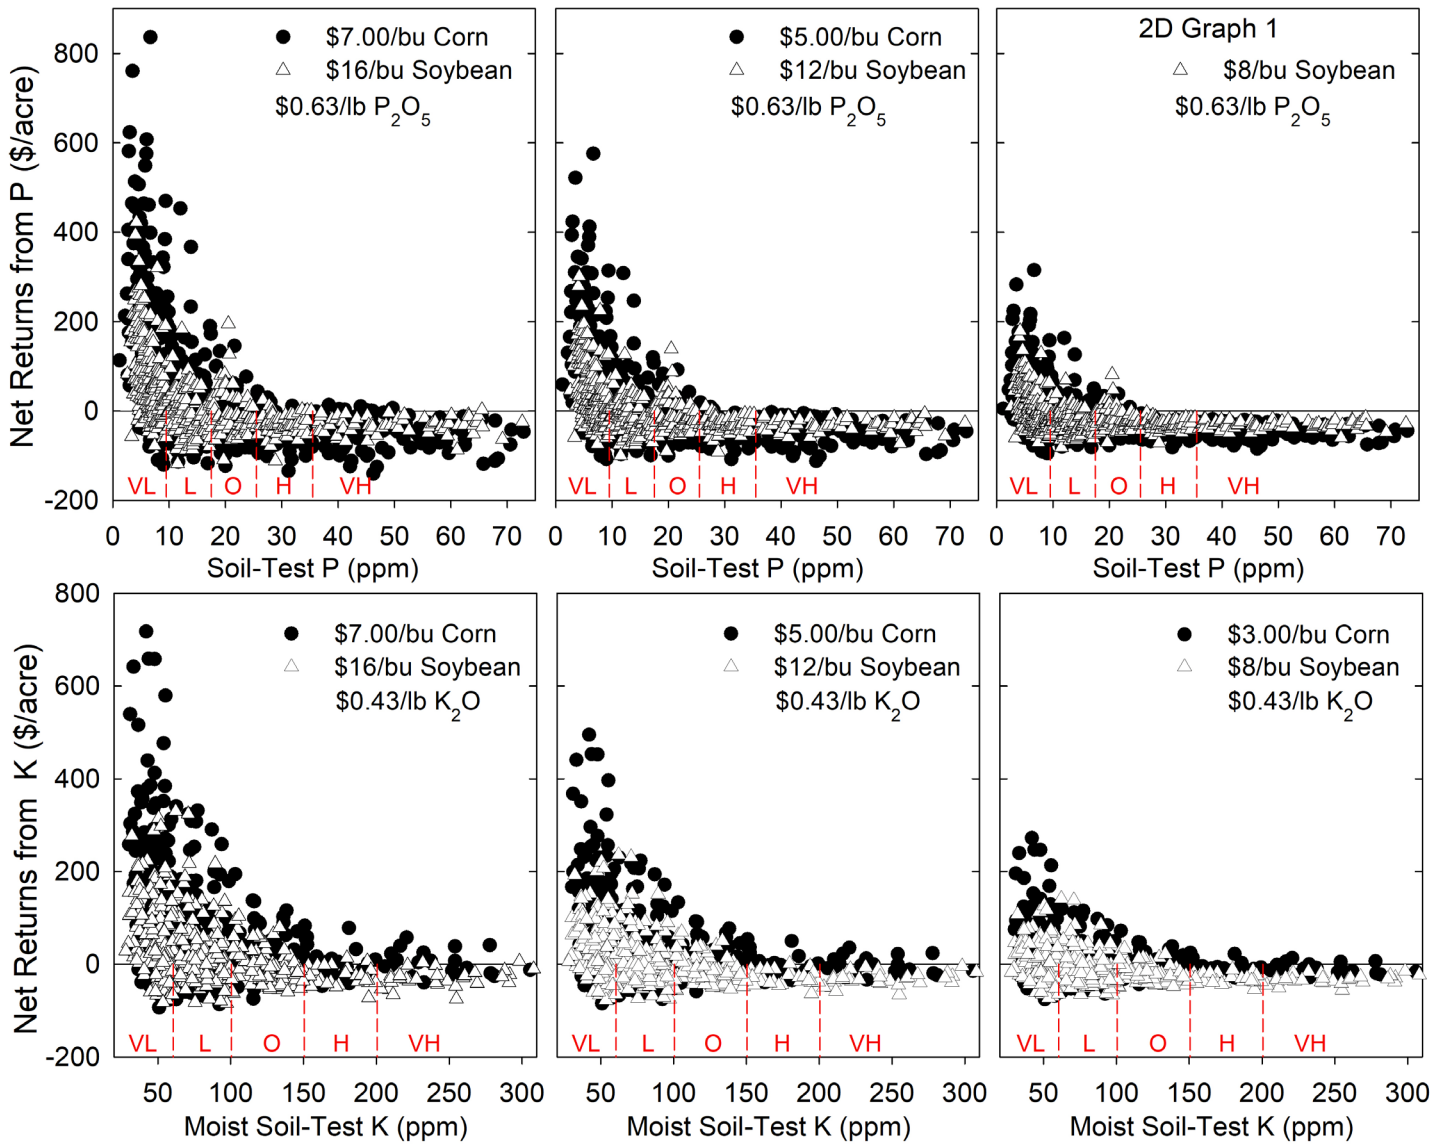 Net Returns from P ($/acre)
800
600
400
200
0
-200
$7.00/bu Corn
$16/bu Soybean
$0.63/lb P2O5
VL L O H VH
0 10 20 30 40 50 60 70
Soil-Test P (ppm)
$5.00/bu Corn
$12/bu Soybean
$0.63/lb P2O5
VL L O H VH
0 10 20 30 40 50 60 70
Soil-Test P (ppm)
2D Graph 1
$8/bu Soybean
$0.63/lb P2O5
VL L O H VH
0 10 20 30 40 50 60 70
Soil-Test P (ppm)
Net Returns from K ($/acre)
800
600
400
200
0
-200
$7.00/bu Corn
$16/bu Soybean
$0.43/lb K2O
VL L O H VH
50 100 150 200 250 300
Moist Soil-Test K (ppm)
$5.00/bu Corn
$12/bu Soybean
$0.43/lb K2O
VL L O H VH
50 100 150 200 250 300
Moist Soil-Test K (ppm)
$3.00/bu Corn
$8/bu Soybean
$0.43/lb K2O
VL L O H VH
50 100 150 200 250 300
Moist Soil-Test K (ppm)